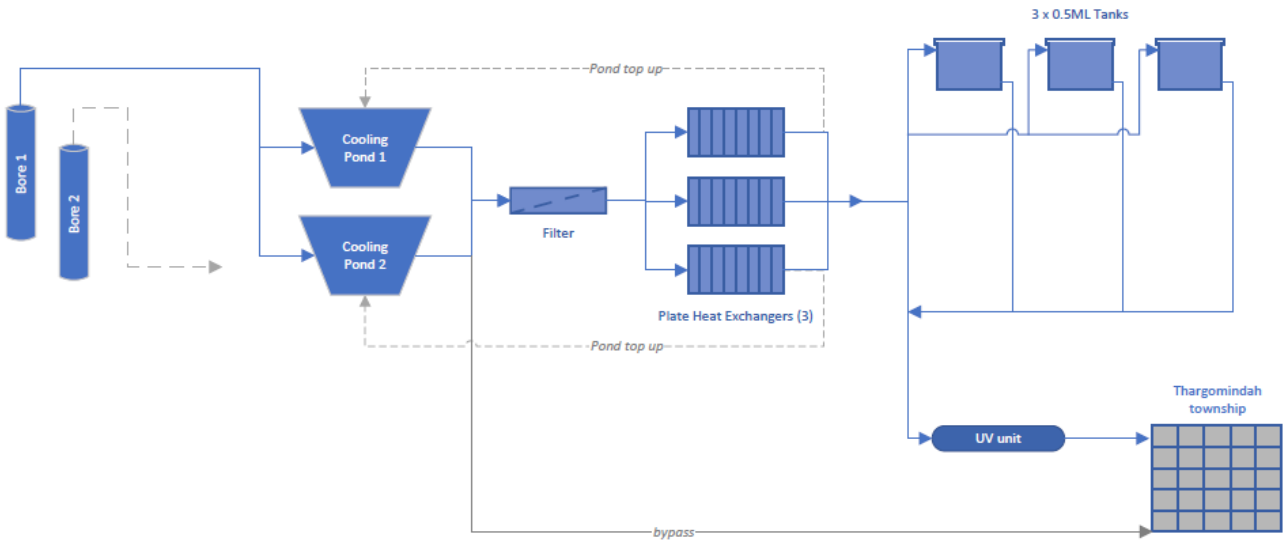 3 x 0.5ML Tanks
Pond top up
Bore 1
Bore 2
Cooling
Pond 1
Cooling
Pond 2
Filter
Plate Heat Exchangers (3)
Pond top up
Thargomindah
township
UV unit
bypass